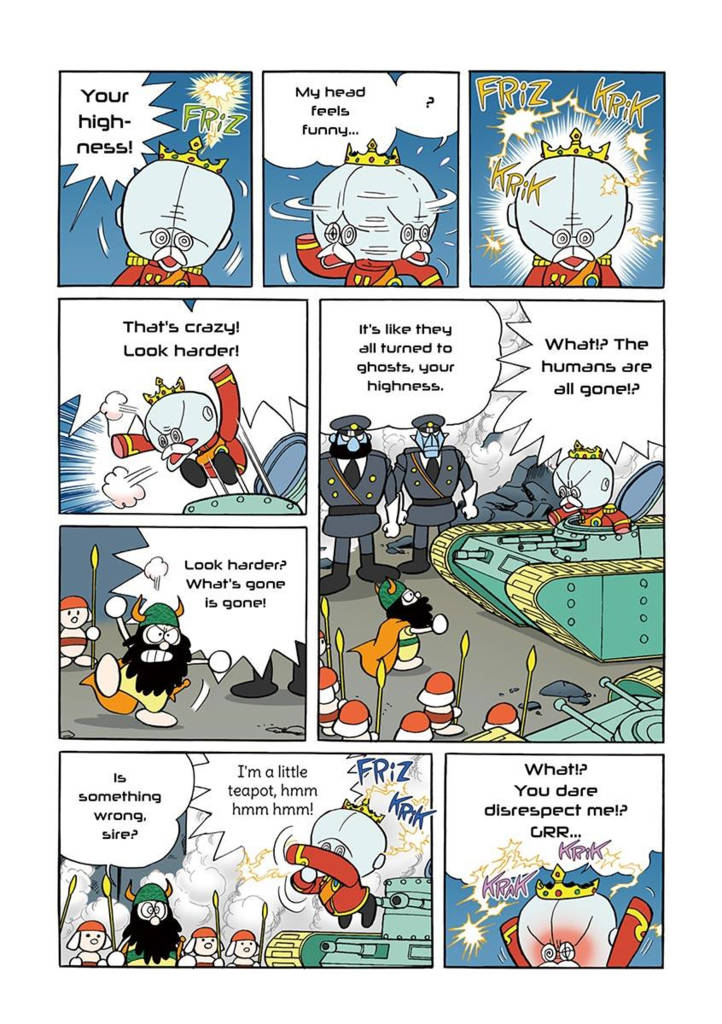 FRIZ
KRIK
KRIK
?
My head
feels
funny...
FRIZ
Your
high-
ness!
What!? The
humans are
all gone!?
It's like they
all turned to
ghosts, your
highness.
That's crazy!
Look harder!
Look harder?
What's gone
is gone!
What!?
You dare
disrespect me!?
GRR...
KRIK
KRAK
FRIZ
KRIK
I'm a little
teapot, hmm
hmm hmm!
Is
something
wrong,
sire?